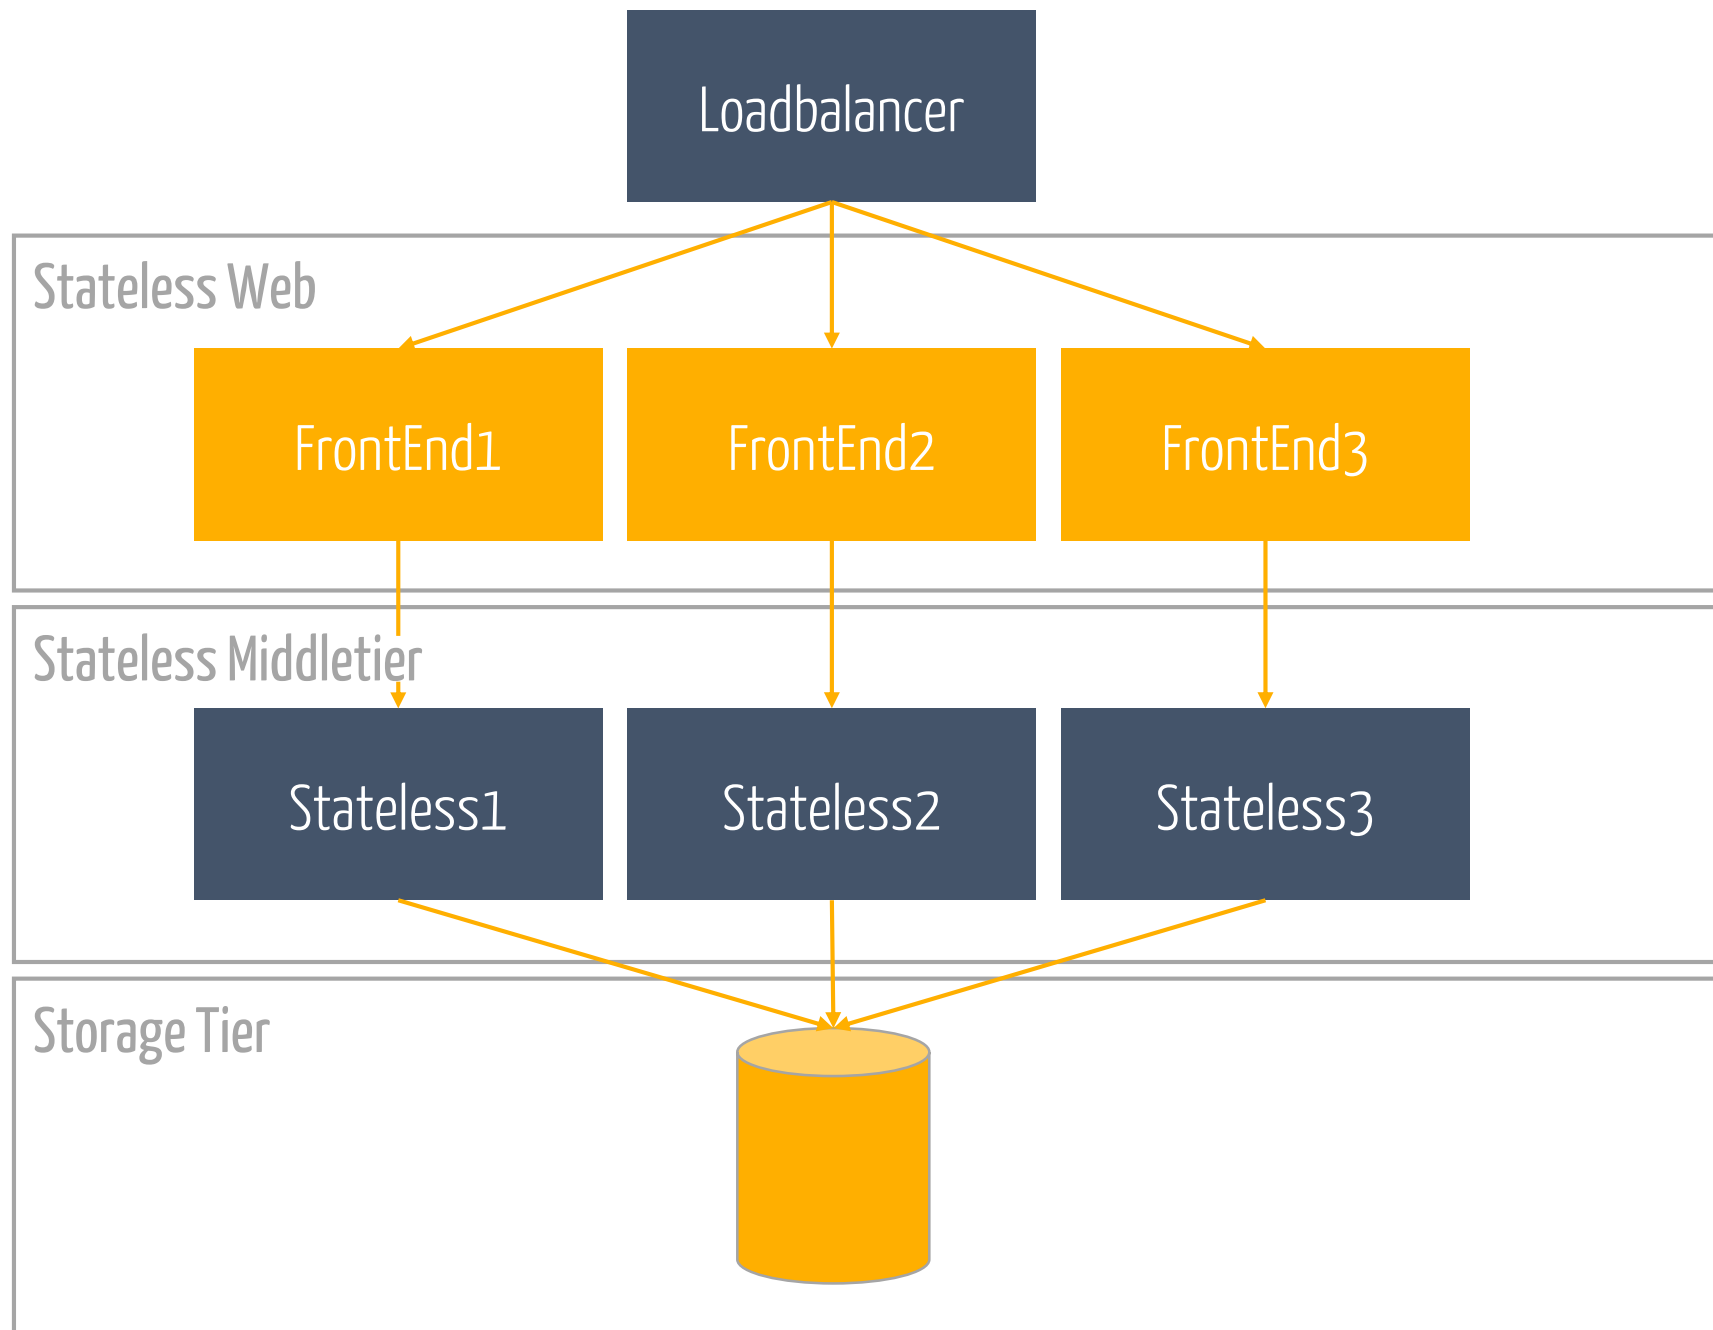 Loadbalancer
Stateless Web
FrontEnd1
FrontEnd2
FrontEnd3
Stateless Middletier
Stateless1
Stateless2
Stateless3
Storage Tier